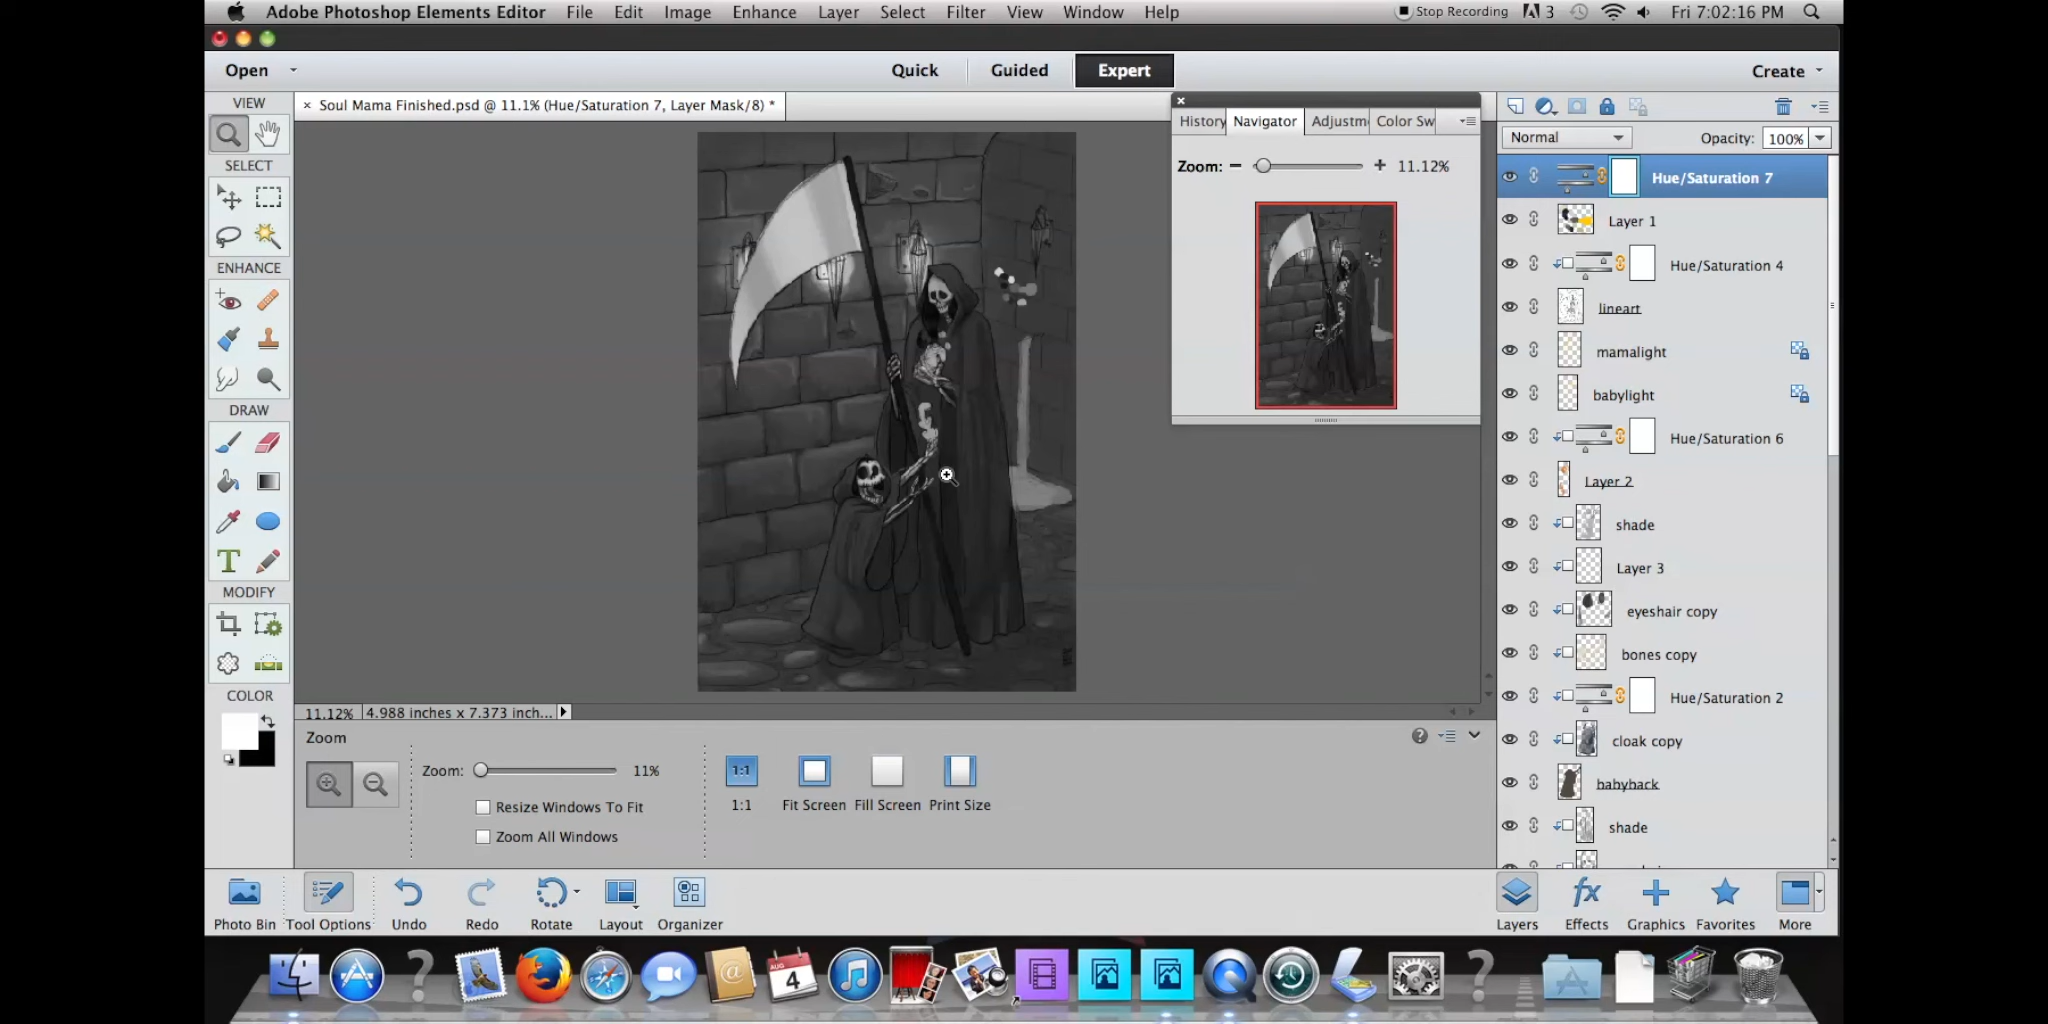 Adobe Photoshop Elements Editor File Edit Image Enhance Layer Select Filter View Window Help Stop Recording 3 Fri 7:02:16 PM
Open Quick Guided Expert Create
VIEW
× Soul Mama Finished.psd @ 11.1% (Hue/Saturation 7, Layer Mask/8) *
History Navigator Adjustm Color Sw
Normal Opacity: 100%
SELECT
Zoom: 11.12%
Hue/Saturation 7
Layer 1
ENHANCE
Hue/Saturation 4
lineart
mamalight
babylight
DRAW
Hue/Saturation 6
Layer 2
shade
T
Layer 3
MODIFY
eyeshair copy
bones copy
COLOR
Hue/Saturation 2
11.12% 4.988 inches x 7.373 inch...
Zoom
cloak copy
Zoom: 11%
1:1
1:1 Fit Screen Fill Screen Print Size
babyback
Resize Windows To Fit
Zoom All Windows
shade
fx
Photo Bin Tool Options Undo Redo Rotate Layout Organizer Layers Effects Graphics Favorites More
AUG
4